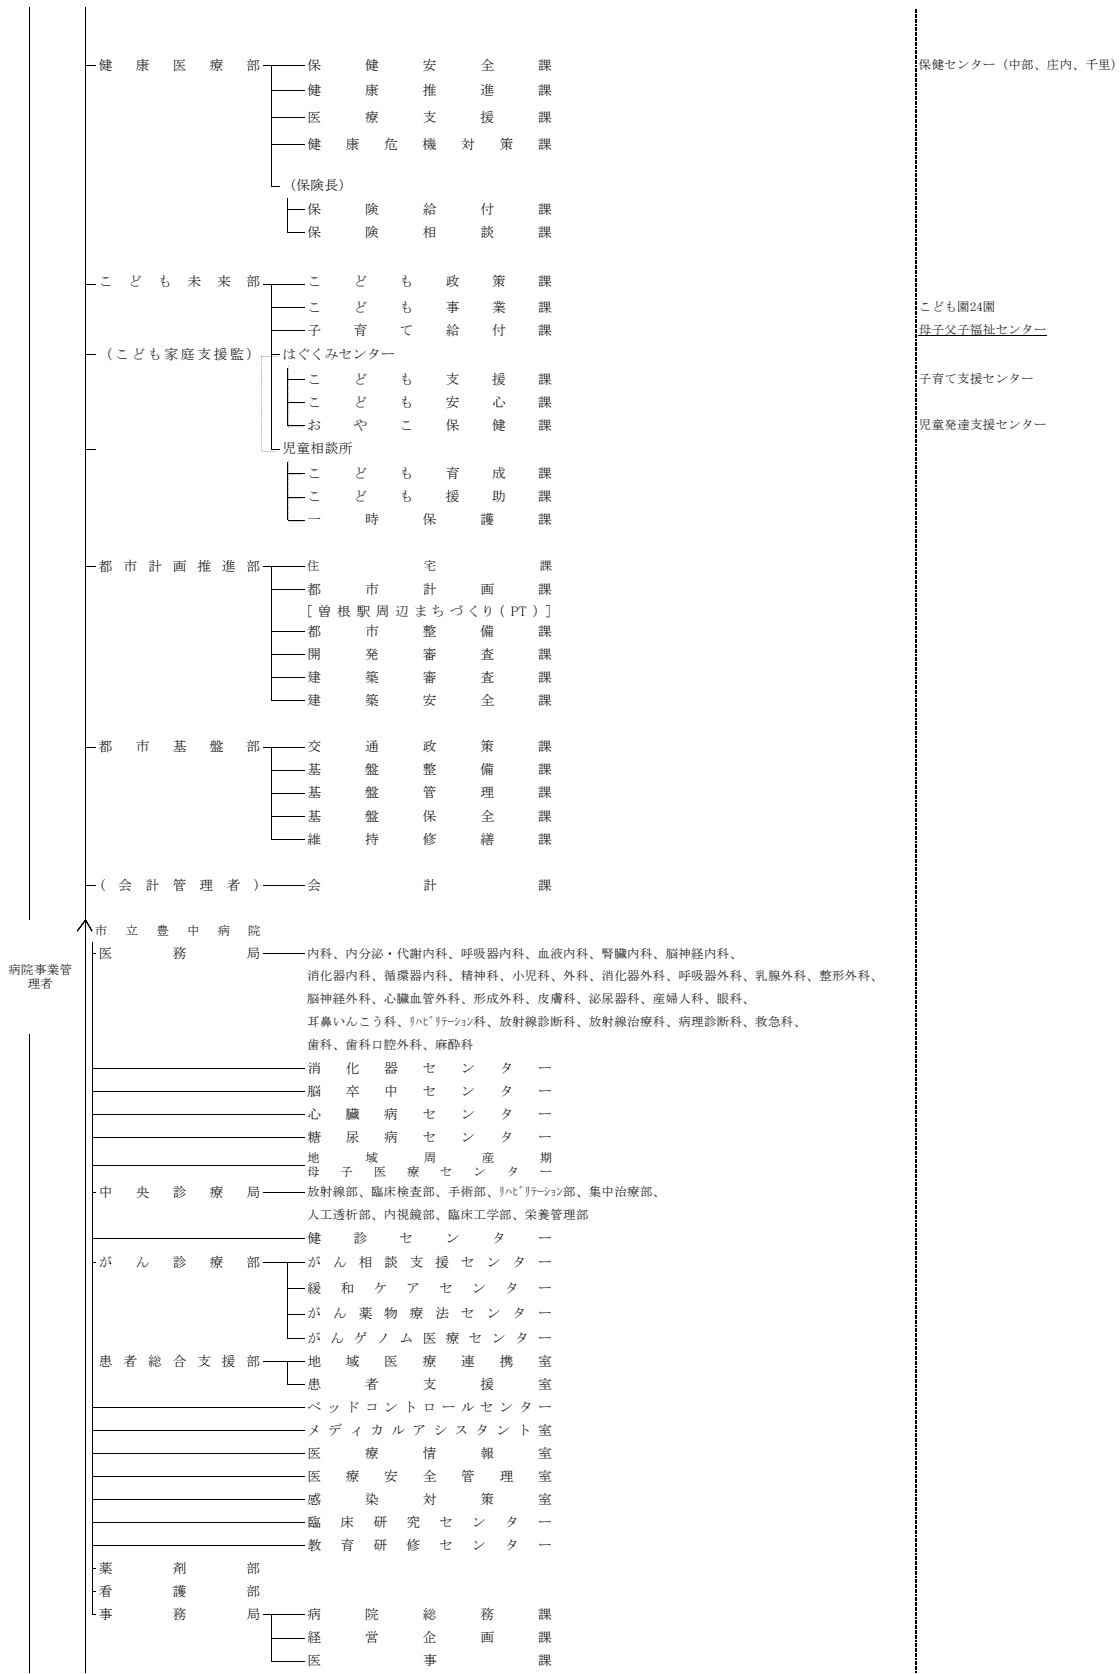 健康医療部 保健安全課 保健センター（中部、庄内、千里）
健康推進課
医療支援課
健康危機対策課
（保険長）
保険給付課
保険相談課
こども未来部 こども政策課
こども事業課 こども園24園
子育て給付課 母子父子福祉センター
（こども家庭支援監） はぐくみセンター
こども支援課 子育て支援センター
こども安心課
おやこ保健課 児童発達支援センター
児童相談所
こども育成課
こども援助課
一時保護課
都市計画推進部 住宅課
都市計画課
[曽根駅周辺まちづくり(PT)]
都市整備課
開発審査課
建築審査課
建築安全課
都市基盤部 交通政策課
基盤整備課
基盤管理課
基盤保全課
維持修繕課
(会計管理者) 会計課
市立豊中病院
病院事業管
理者
医務局 内科、内分泌・代謝内科、呼吸器内科、血液内科、腎臓内科、脳神経内科、
消化器内科、循環器内科、精神科、小児科、外科、消化器外科、呼吸器外科、乳腺外科、整形外科、
脳神経外科、心臓血管外科、形成外科、皮膚科、泌尿器科、産婦人科、眼科、
耳鼻いんこう科、ﾘﾊﾋﾞﾘﾃｰｼｮﾝ科、放射線診断科、放射線治療科、病理診断科、救急科、
歯科、歯科口腔外科、麻酔科
消化器センター
脳卒中センター
心臓病センター
糖尿病センター
地域周産期
母子医療センター
中央診療局 放射線部、臨床検査部、手術部、ﾘﾊﾋﾞﾘﾃｰｼｮﾝ部、集中治療部、
人工透析部、内視鏡部、臨床工学部、栄養管理部
健診センター
がん診療部 がん相談支援センター
緩和ケアセンター
がん薬物療法センター
がんゲノム医療センター
患者総合支援部 地域医療連携室
患者支援室
ベッドコントロールセンター
メディカルアシスタント室
医療情報室
医療安全管理室
感染対策室
臨床研究センター
教育研修センター
薬剤部
看護部
事務局 病院総務課
経営企画課
医事課